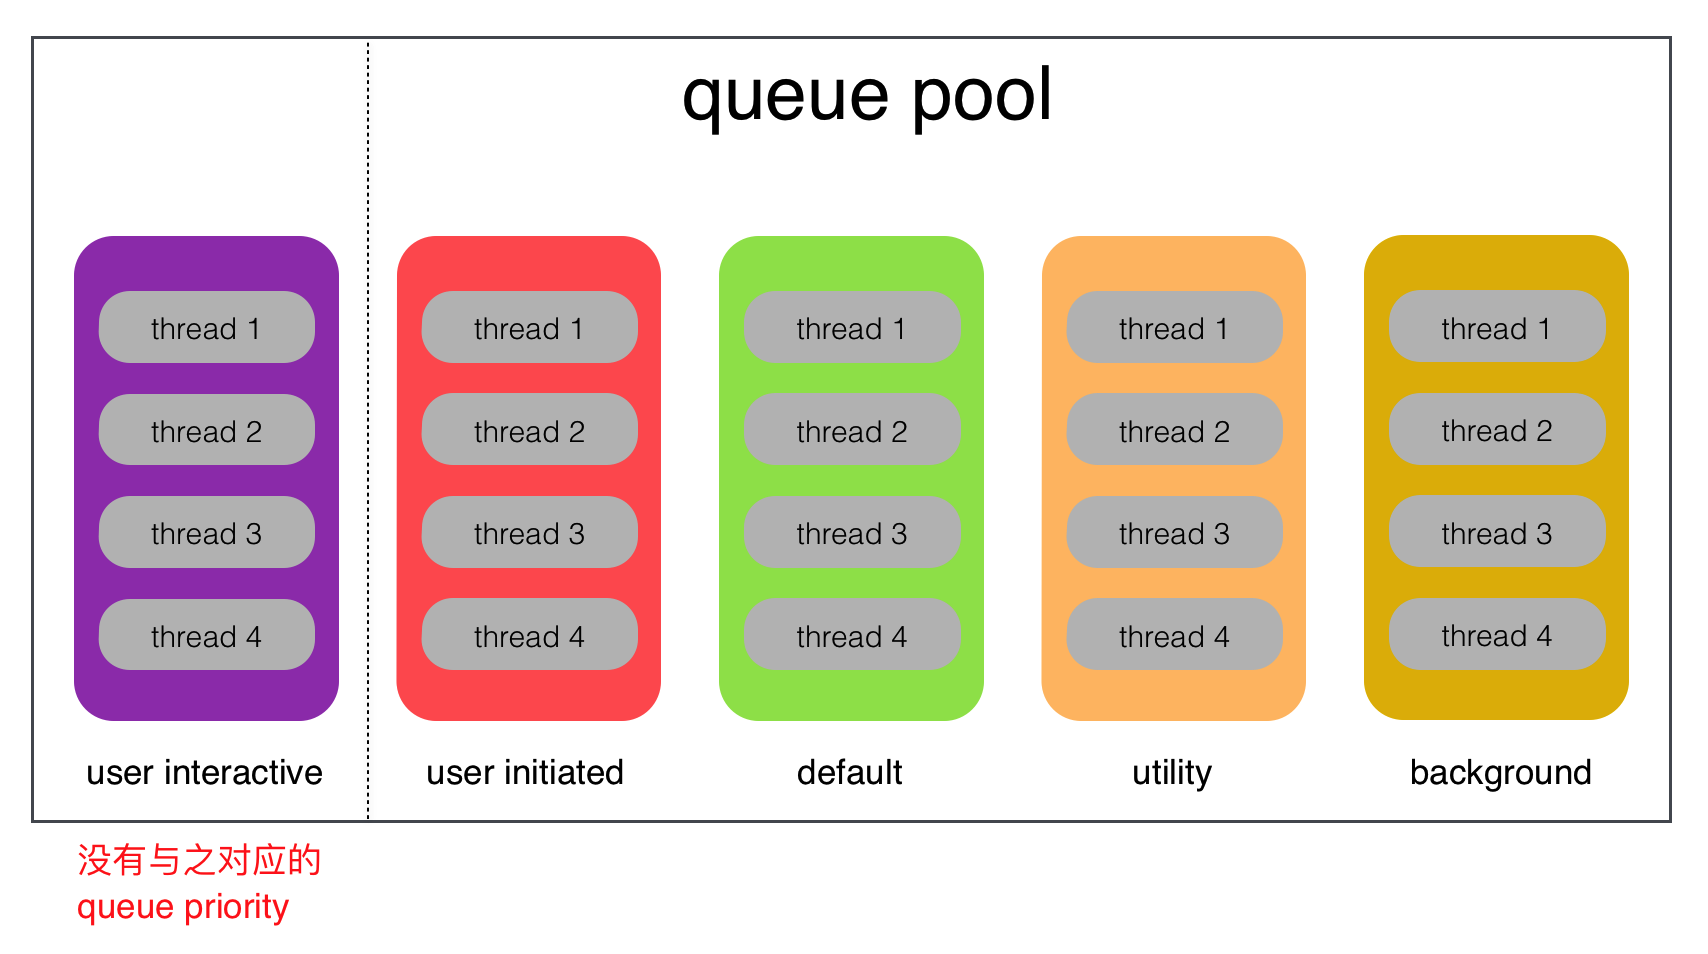 queue pool
thread 1
thread 2
thread 3
thread 4
user interactive
thread 1
thread 2
thread 3
thread 4
user initiated
thread 1
thread 2
thread 3
thread 4
default
thread 1
thread 2
thread 3
thread 4
utility
thread 1
thread 2
thread 3
thread 4
background
没有与之对应的
queue priority